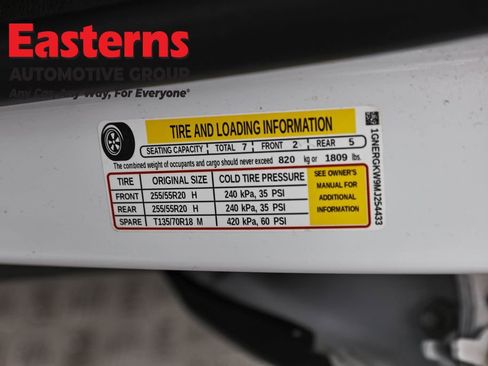 Easterns
AUTOMOTIVE GROUP
Any Car, Any Way, For Everyone®
TIRE AND LOADING INFORMATION
SEATING CAPACITY TOTAL 7 FRONT 2 REAR 5
The combined weight of occupants and cargo should never exceed 820 kg or 1809 lbs.
TIRE ORIGINAL SIZE COLD TIRE PRESSURE
FRONT 255/55R20 H 240 kPa, 35 PSI
REAR 255/55R20 H 240 kPa, 35 PSI
SPARE T135/70R18 M 420 kPa, 60 PSI
SEE OWNER'S
MANUAL FOR
ADDITIONAL
INFORMATION
1GNERGKW9MJ254433